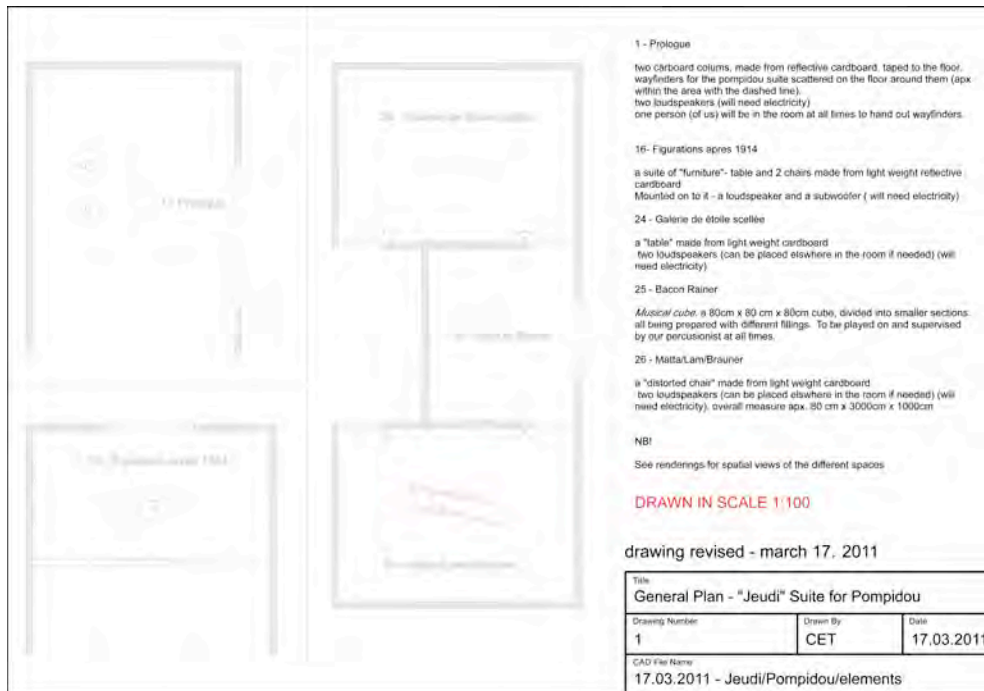 1 - Prologue
two carboard colums, made from reflective cardboard, taped to the floor.
wayfinders for the pompidou suite scattered on the floor around them (apx
within the area with the dashed line).
two loudspeakers (will need electricity)
one person (of us) will be in the room at all times to hand out wayfinders.
16- Figurations apres 1914
a suite of "furniture"- table and 2 chairs made from light weight reflective
cardboard
Mounted on to it - a loudspeaker and a subwoofer ( will need electricity)
24 - Galerie de étoile scellée
a "table" made from light weight cardboard
two loudspeakers (can be placed elswhere in the room if needed) (will
need electricity)
25 - Bacon Rainer
Musical cube, a 80cm x 80 cm x 80cm cube, divided into smaller sections
all being prepared with different fillings. To be played on and supervised
by our percusionist at all times.
26 - Matta/Lam/Brauner
a "distorted chair" made from light weight cardboard
two loudspeakers (can be placed elswhere in the room if needed) (will
need electricity). overall measure apx. 80 cm x 3000cm x 1000cm
NB!
See renderings for spatial views of the different spaces
DRAWN IN SCALE 1:100
drawing revised - march 17. 2011
Title
General Plan - "Jeudi" Suite for Pompidou
Drawing Number
1
Drawn By
CET
Date
17.03.2011
CAD File Name
17.03.2011 - Jeudi/Pompidou/elements